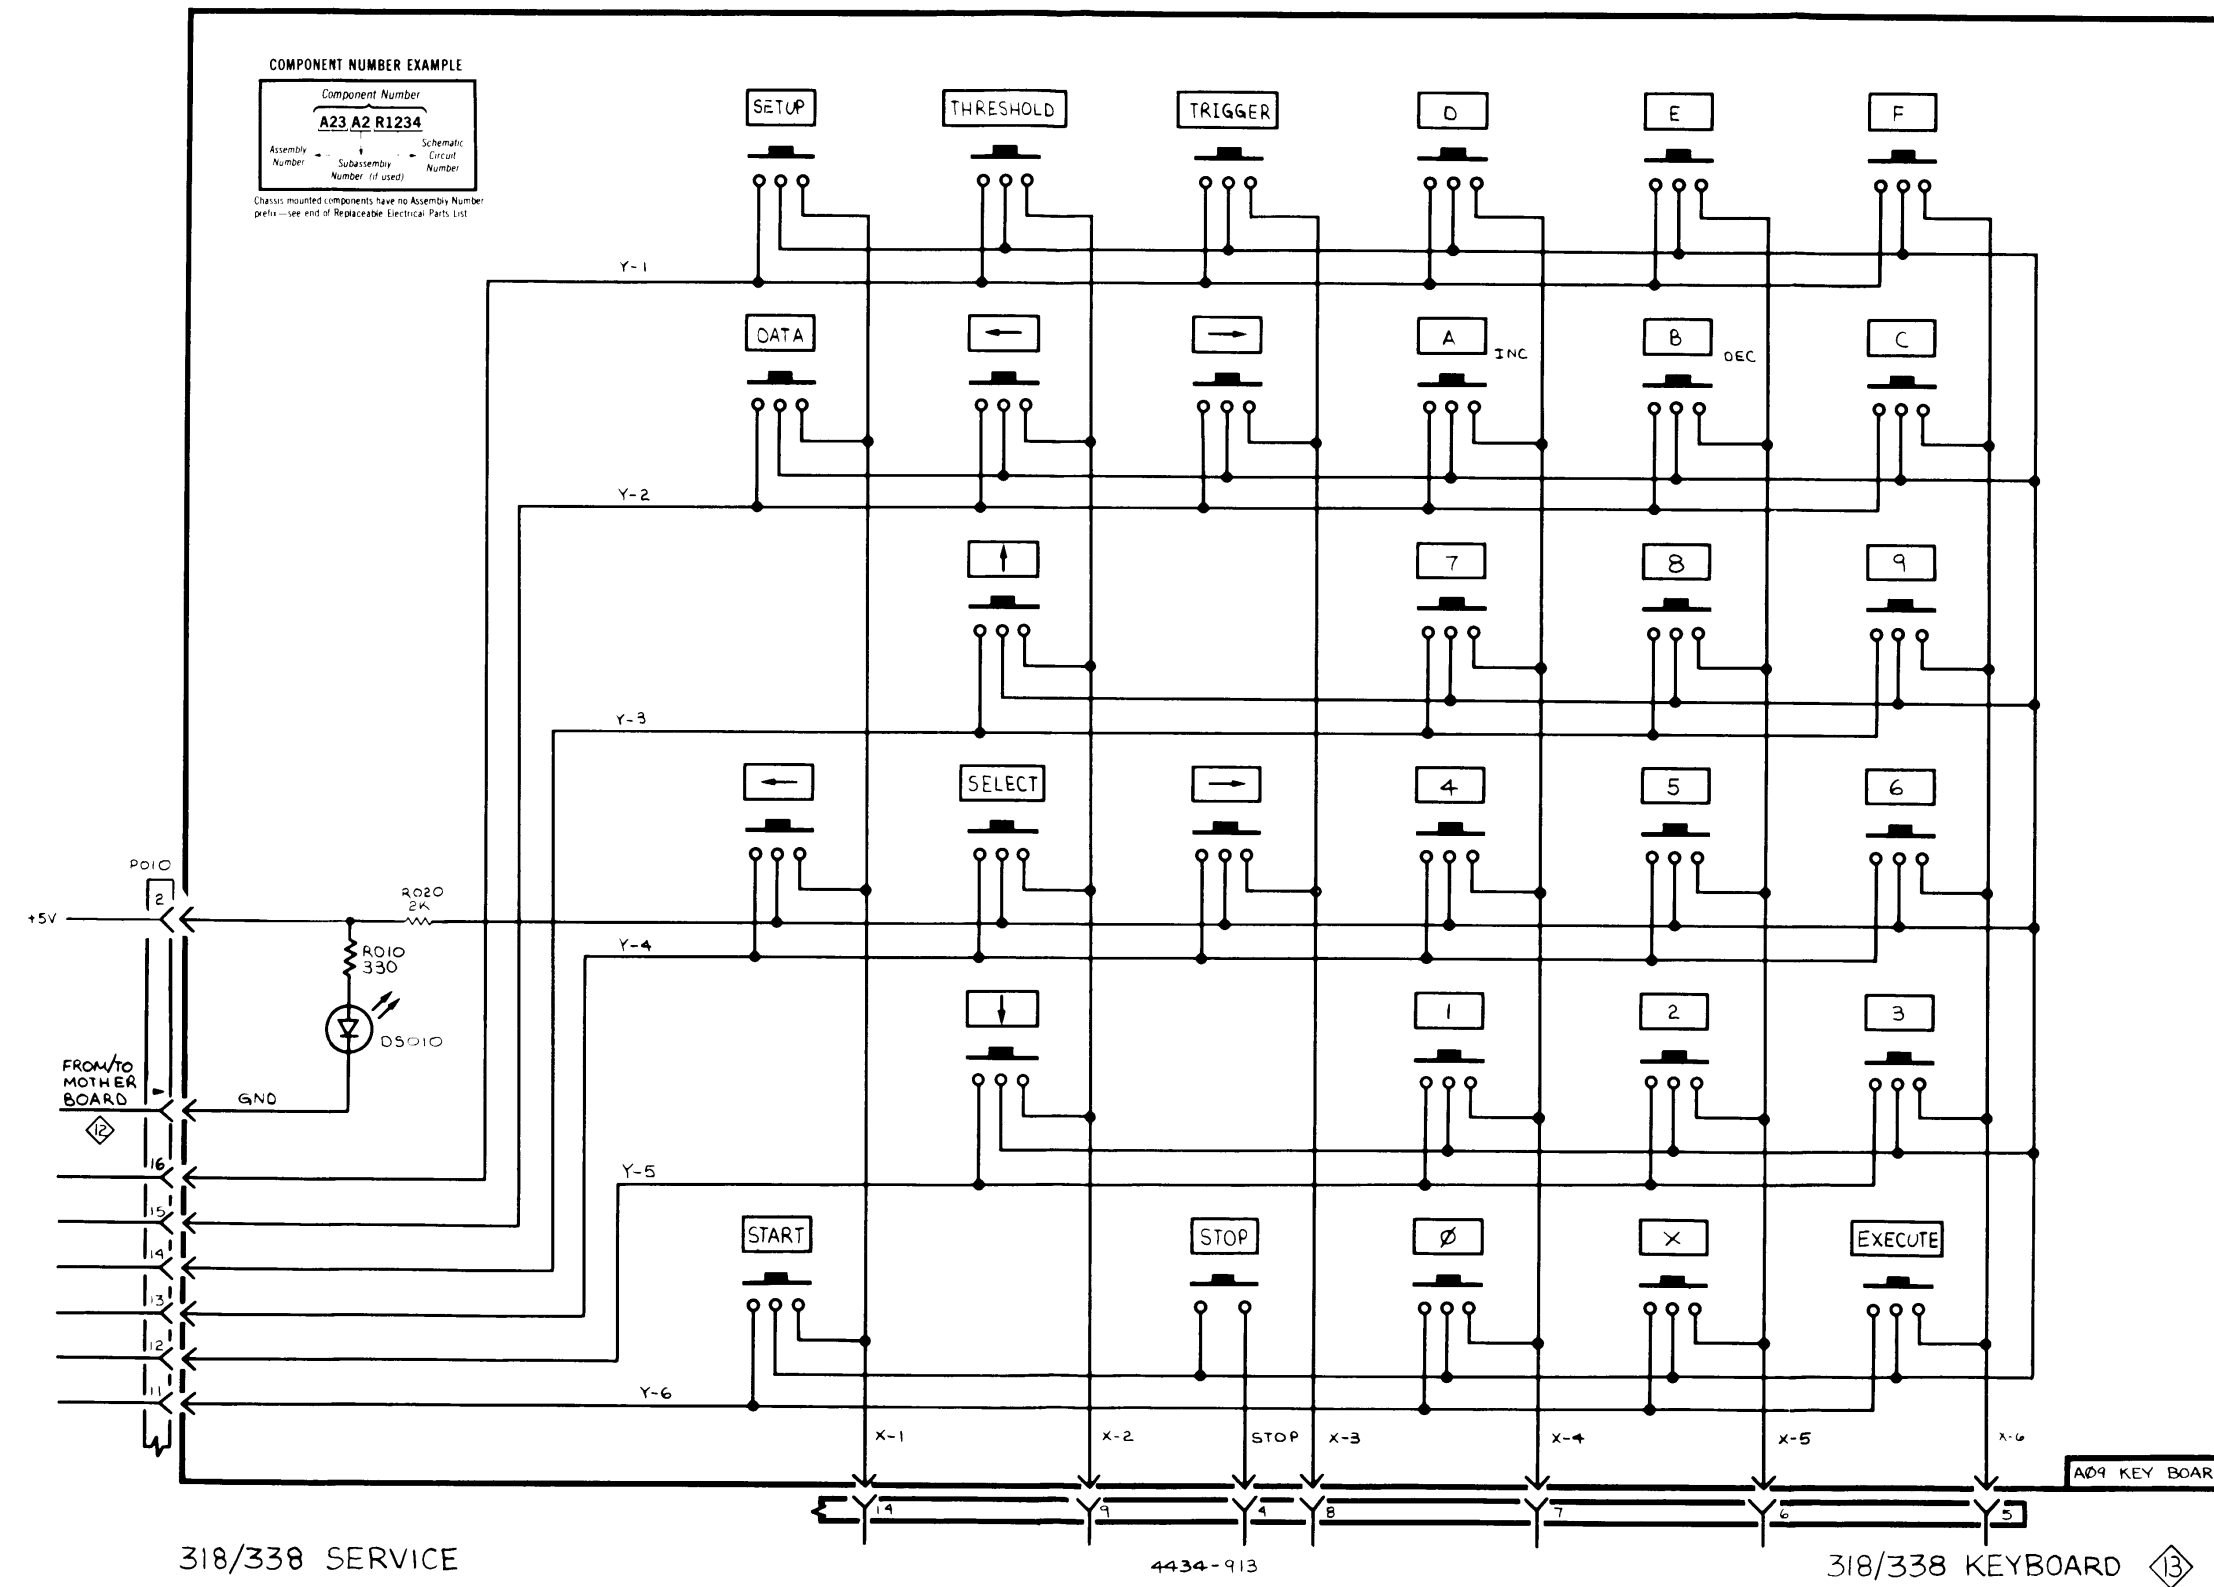 COMPONENT NUMBER EXAMPLE
Component Number
A23 A2 R1234
Assembly Number
Subassembly Number (if used)
Schematic Circuit Number
Chassis mounted components have no Assembly Number
prefix—see end of Replaceable Electrical Parts List
SETUP THRESHOLD TRIGGER D E F
Y-1
DATA ← → A INC B DEC C
Y-2
↑ 7 8 9
Y-3
← SELECT → 4 5 6
P010
2
+5V
R020
2K
R010
330
Y-4
DS010
↓ 1 2 3
FROM/TO
MOTHER
BOARD
12
GND
16
Y-5
15
START STOP Ø X EXECUTE
14
13
12
11
Y-6
X-1 X-2 STOP X-3 X-4 X-5 X-6
A09 KEY BOAR
14 9 4 8 7 6 5
318/338 SERVICE
4434-913
318/338 KEYBOARD 13